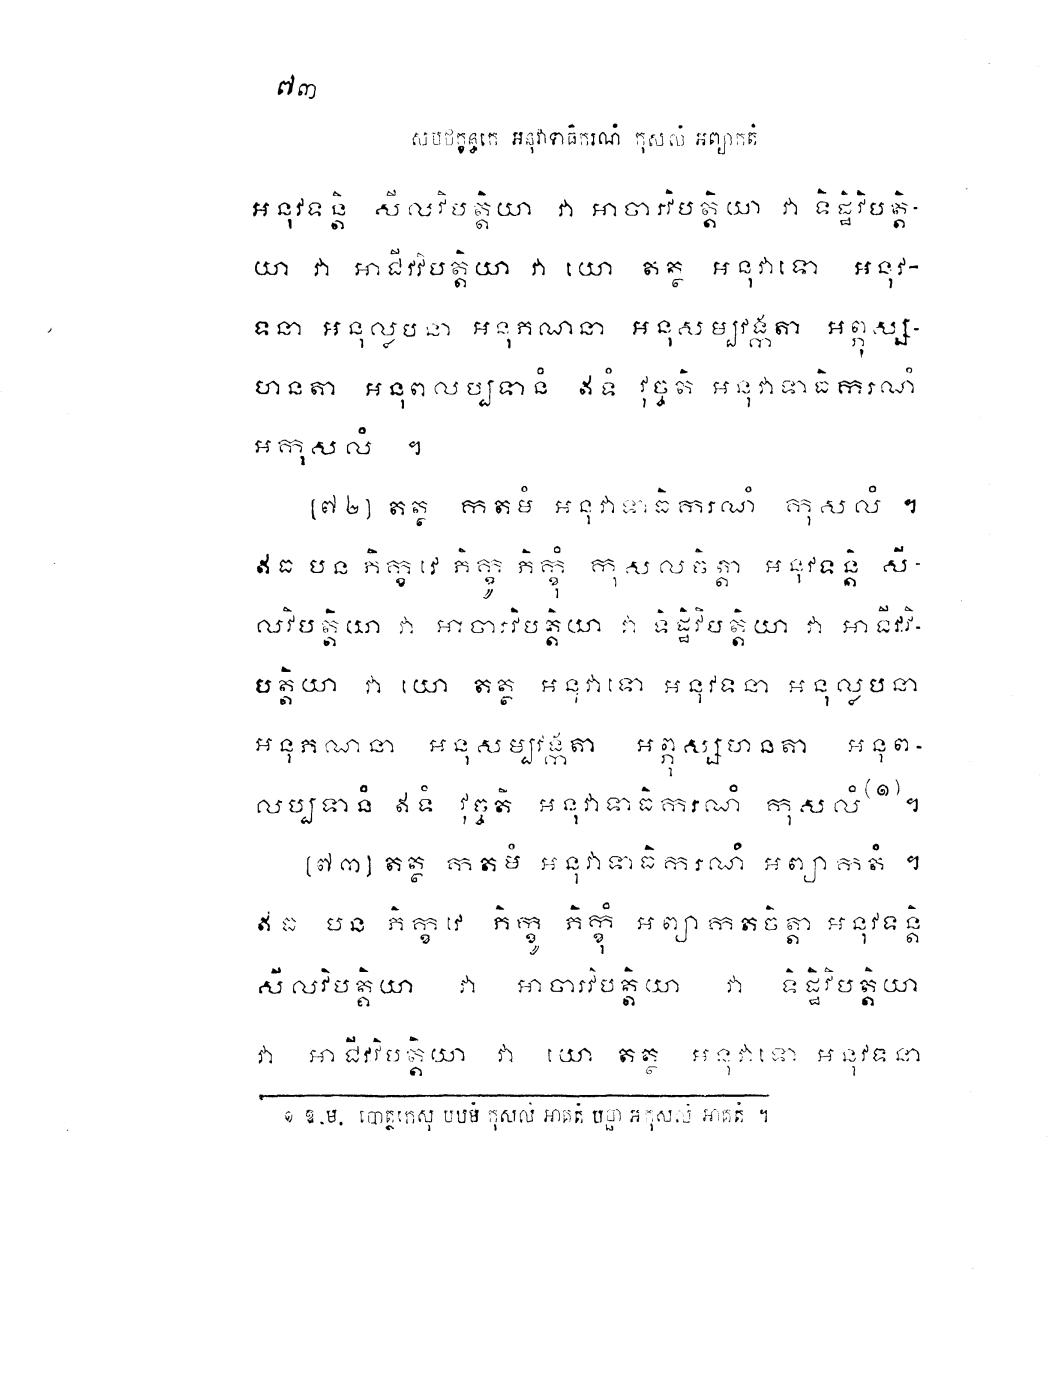 ៧៣
សមថក្ខន្ធកេ អនុវាទាធិករណំ កុសលំ អព្យាកតំ
អនុវទន្តិ សីលវិបត្តិយា វា អាចារវិបត្តិយា វា ទិដ្ឋិវិបត្តិ-
យា វា អាជីវវិបត្តិយា វា យោ តត្ថ អនុវាទោ អនុវ-
ទនា អនុល្លបនា អនុភណនា អនុសម្បវង្កតា អព្ភុស្ស-
ហនតា អនុពលប្បទានំ ឥទំ វុច្ចតិ អនុវាទាធិករណំ
អកុសលំ ។
[៧២] តត្ថ កតមំ អនុវាទាធិករណំ កុសលំ ។
ឥធ បន ភិក្ខវេ ភិក្ខូ ភិក្ខុំ កុសលចិត្តា អនុវទន្តិ សី-
លវិបត្តិយា វា អាចារវិបត្តិយា វា ទិដ្ឋិវិបត្តិយា វា អាជីវវិ-
បត្តិយា វា យោ តត្ថ អនុវាទោ អនុវទនា អនុល្លបនា
អនុភណនា អនុសម្បវង្កតា អព្ភុស្សហនតា អនុព-
លប្បទានំ ឥទំ វុច្ចតិ អនុវាទាធិករណំ កុសលំ(១)។
[៧៣] តត្ថ កតមំ អនុវាទាធិករណំ អព្យាកតំ ។
ឥធ បន ភិក្ខវេ ភិក្ខូ ភិក្ខុំ អព្យាកតចិត្តា អនុវទន្តិ
សីលវិបត្តិយា វា អាចារវិបត្តិយា វា ទិដ្ឋិវិបត្តិយា
វា អាជីវវិបត្តិយា វា យោ តត្ថ អនុវាទោ អនុវទនា
១ ឱ.ម. បោត្ថកេសុ បឋមំ កុសលំ អាគតំ បច្ឆា អកុសលំ អាគតំ ។